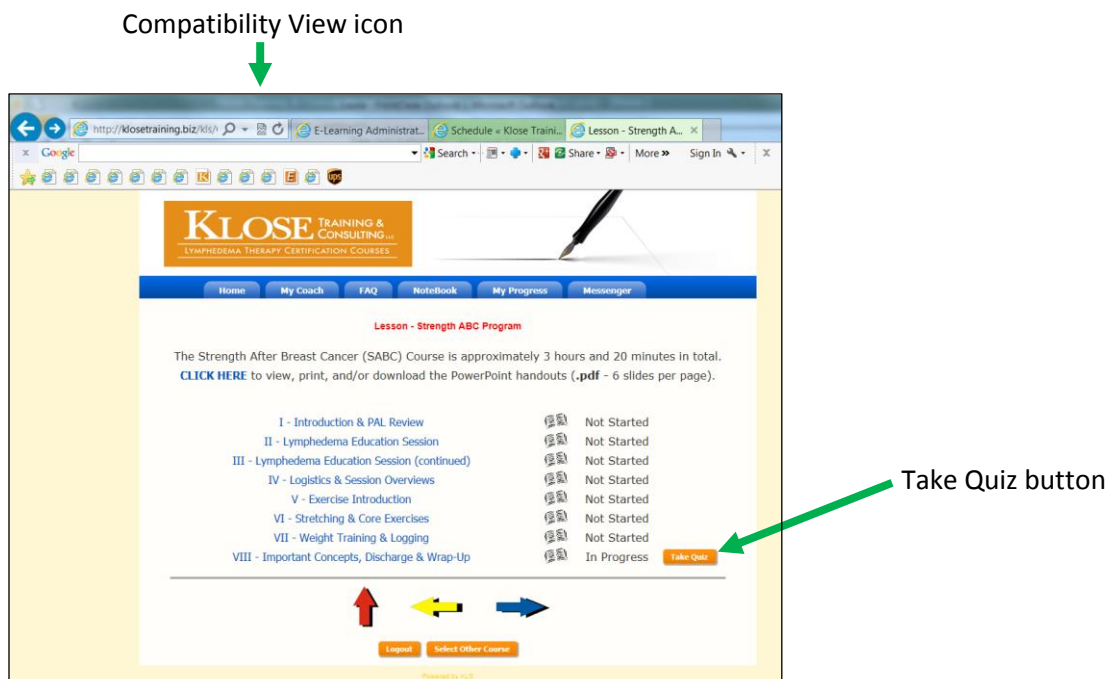 Compatibility View icon
http://klosetraining.biz/kls/
E-Learning Administrat...
Schedule « Klose Traini...
Lesson - Strength A...
x Google
Search
Share
More »
Sign In
X
K
E
ups
KLOSE TRAINING & CONSULTING LLC
LYMPHEDEMA THERAPY CERTIFICATION COURSES
Home My Coach FAQ NoteBook My Progress Messenger
Lesson - Strength ABC Program
The Strength After Breast Cancer (SABC) Course is approximately 3 hours and 20 minutes in total.
CLICK HERE to view, print, and/or download the PowerPoint handouts (.pdf - 6 slides per page).
I - Introduction & PAL Review Not Started
II - Lymphedema Education Session Not Started
III - Lymphedema Education Session (continued) Not Started
IV - Logistics & Session Overviews Not Started
V - Exercise Introduction Not Started
VI - Stretching & Core Exercises Not Started
VII - Weight Training & Logging Not Started
VIII - Important Concepts, Discharge & Wrap-Up In Progress Take Quiz
Take Quiz button
Logout Select Other Course
Powered by KLS